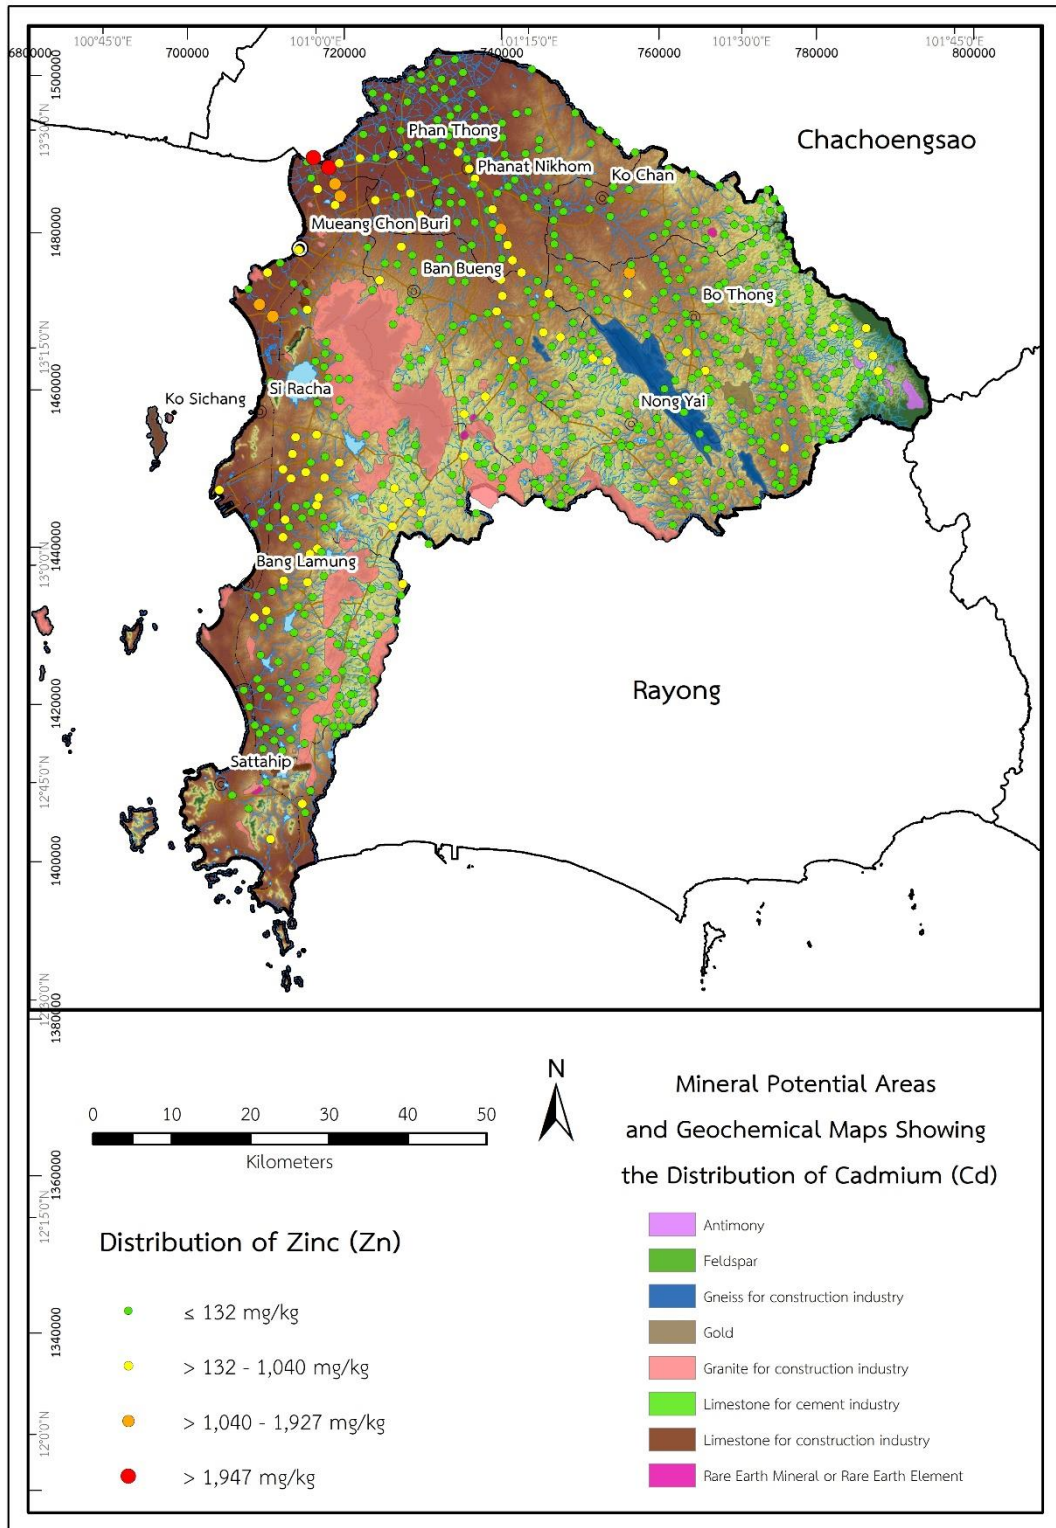 100°45'0"E 101°0'0"E 101°15'0"E 101°30'0"E 101°45'0"E
680000 700000 720000 740000 760000 780000 800000
1500000
13°30'0"N
1480000
13°15'0"N
1460000
1440000
13°0'0"N
1420000
12°45'0"N
1400000
12°30'0"N
1380000
1360000
12°15'0"N
1340000
12°0'0"N
Chachoengsao
Phan Thong
Phanat Nikhom
Ko Chan
Mueang Chon Buri
Ban Bueng
Bo Thong
Si Racha
Ko Sichang
Nong Yai
Bang Lamung
Rayong
Sattahip
0 10 20 30 40 50
Kilometers
N
Distribution of Zinc (Zn)
≤ 132 mg/kg
> 132 - 1,040 mg/kg
> 1,040 - 1,927 mg/kg
> 1,947 mg/kg
Mineral Potential Areas
and Geochemical Maps Showing
the Distribution of Cadmium (Cd)
Antimony
Feldspar
Gneiss for construction industry
Gold
Granite for construction industry
Limestone for cement industry
Limestone for construction industry
Rare Earth Mineral or Rare Earth Element